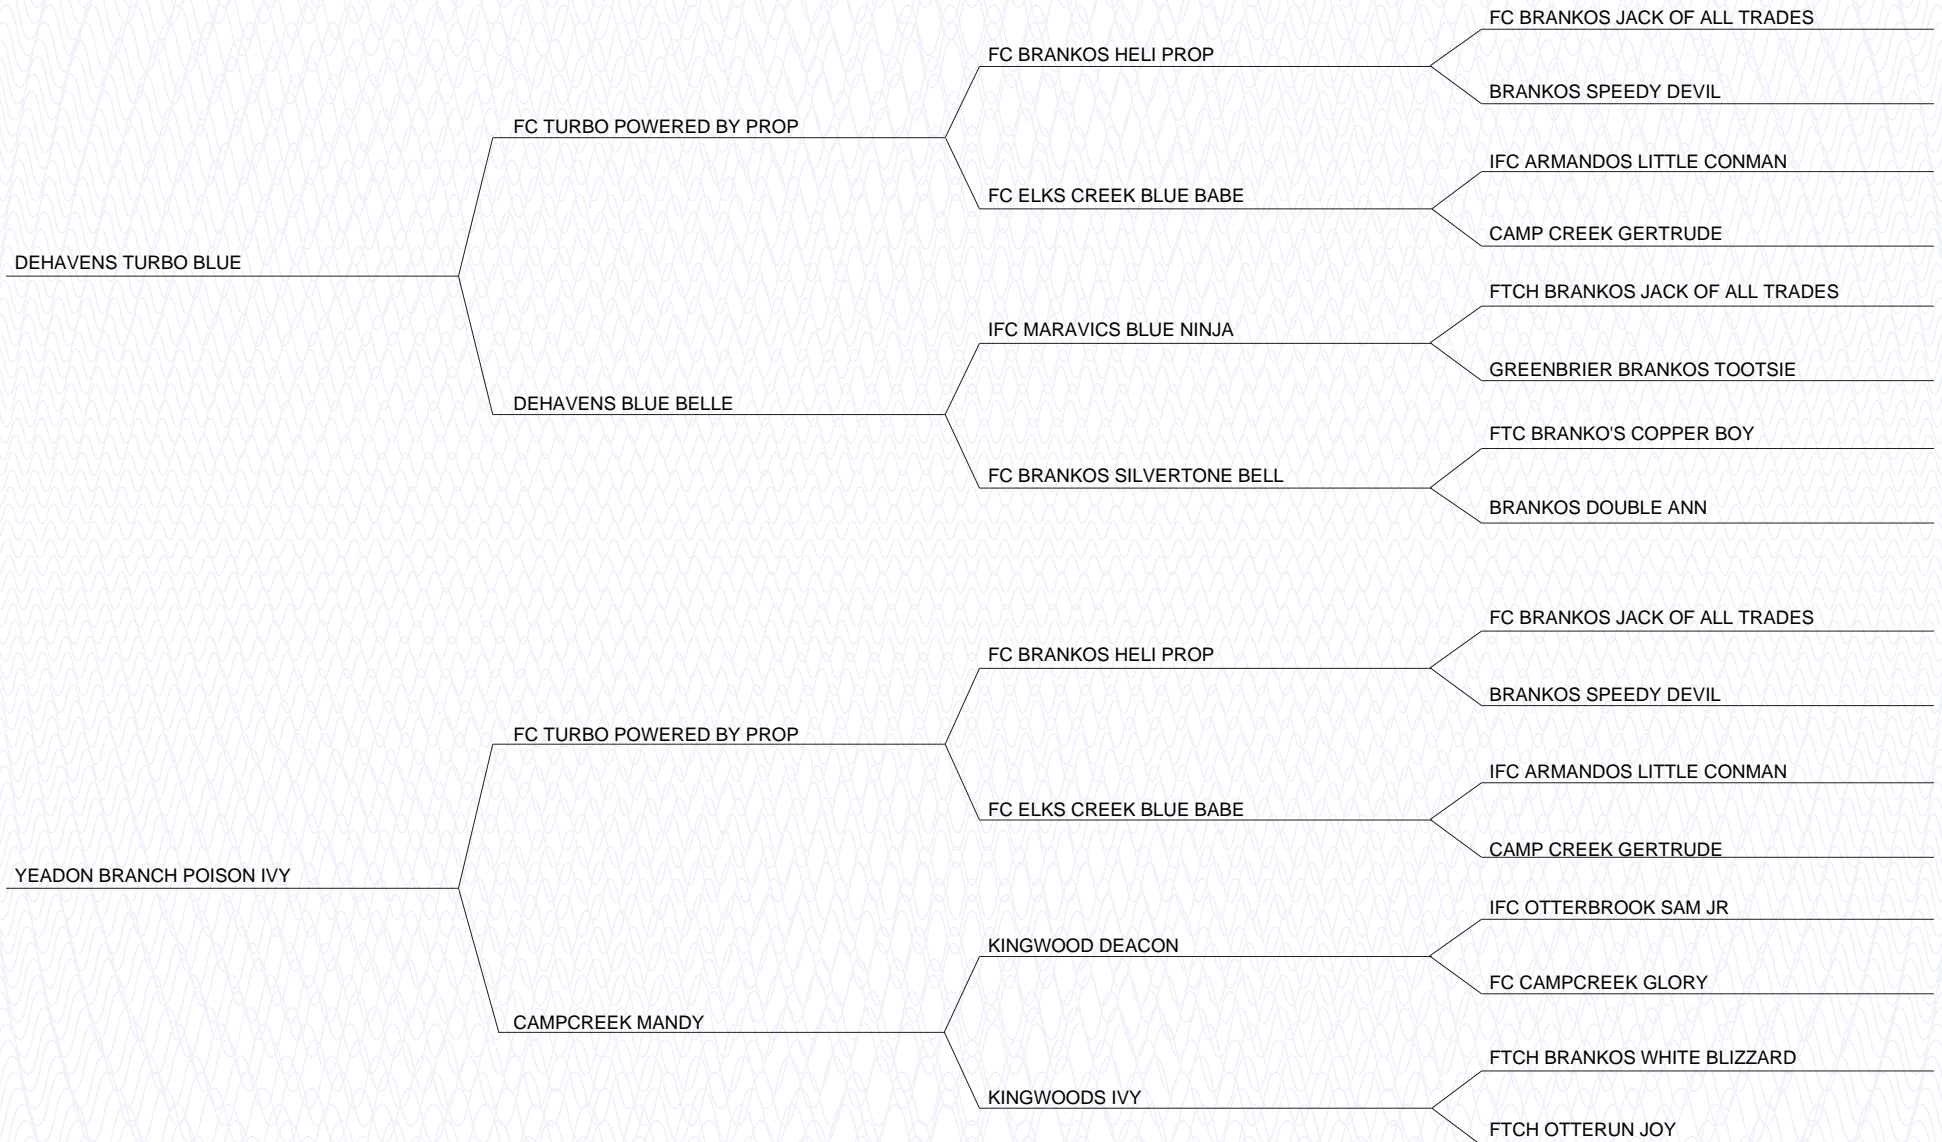 FC BRANKOS JACK OF ALL TRADES
FC BRANKOS HELI PROP
BRANKOS SPEEDY DEVIL
FC TURBO POWERED BY PROP
IFC ARMANDOS LITTLE CONMAN
FC ELKS CREEK BLUE BABE
CAMP CREEK GERTRUDE
DEHAVENS TURBO BLUE
FTCH BRANKOS JACK OF ALL TRADES
IFC MARAVICS BLUE NINJA
GREENBRIER BRANKOS TOOTSIE
DEHAVENS BLUE BELLE
FTC BRANKO'S COPPER BOY
FC BRANKOS SILVERTONE BELL
BRANKOS DOUBLE ANN
FC BRANKOS JACK OF ALL TRADES
FC BRANKOS HELI PROP
BRANKOS SPEEDY DEVIL
FC TURBO POWERED BY PROP
IFC ARMANDOS LITTLE CONMAN
FC ELKS CREEK BLUE BABE
CAMP CREEK GERTRUDE
YEADON BRANCH POISON IVY
IFC OTTERBROOK SAM JR
KINGWOOD DEACON
FC CAMPCREEK GLORY
CAMPCREEK MANDY
FTCH BRANKOS WHITE BLIZZARD
KINGWOODS IVY
FTCH OTTERUN JOY